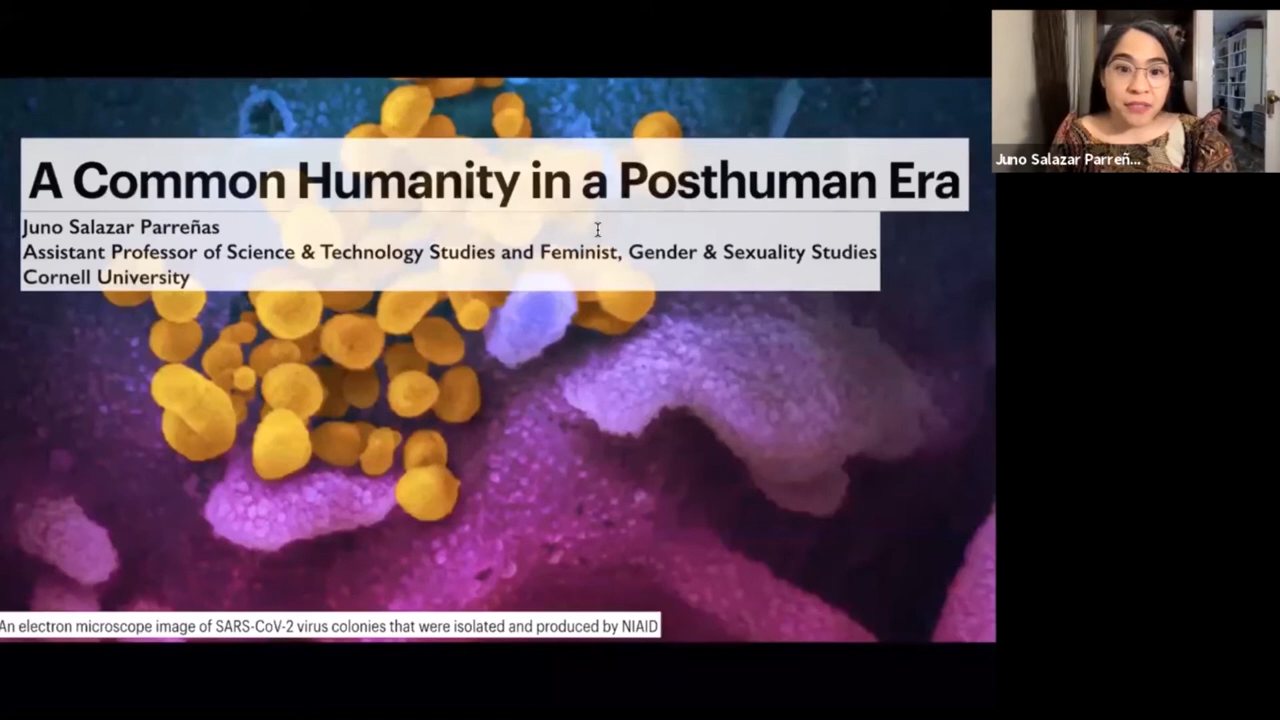 A Common Humanity in a Posthuman Era
Juno Salazar Parreñas
Assistant Professor of Science & Technology Studies and Feminist, Gender & Sexuality Studies
Cornell University
An electron microscope image of SARS-CoV-2 virus colonies that were isolated and produced by NIAID
Juno Salazar Parreñ...